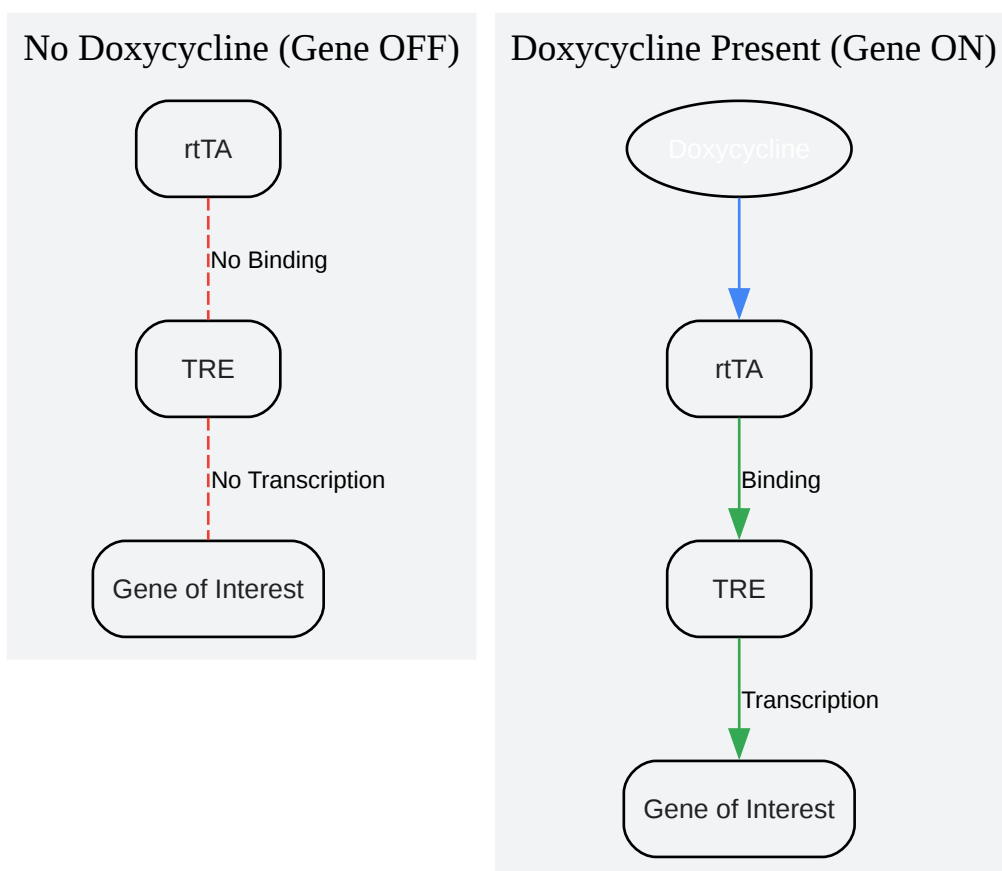 No Doxycycline (Gene OFF)
rtTA
No Binding
TRE
No Transcription
Gene of Interest
Doxycycline Present (Gene ON)
Doxycycline
rtTA
Binding
TRE
Transcription
Gene of Interest